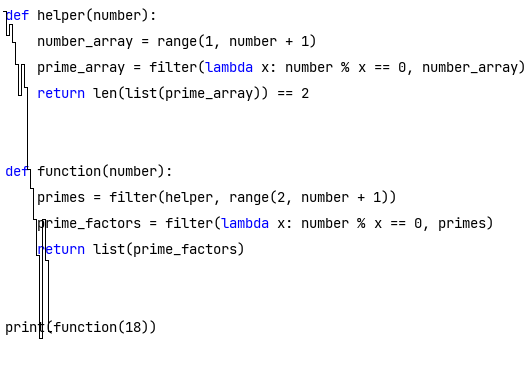 def helper(number):
    number_array = range(1, number + 1)
    prime_array = filter(lambda x: number % x == 0, number_array)
    return len(list(prime_array)) == 2
def function(number):
    primes = filter(helper, range(2, number + 1))
    prime_factors = filter(lambda x: number % x == 0, primes)
    return list(prime_factors)
print(function(18))